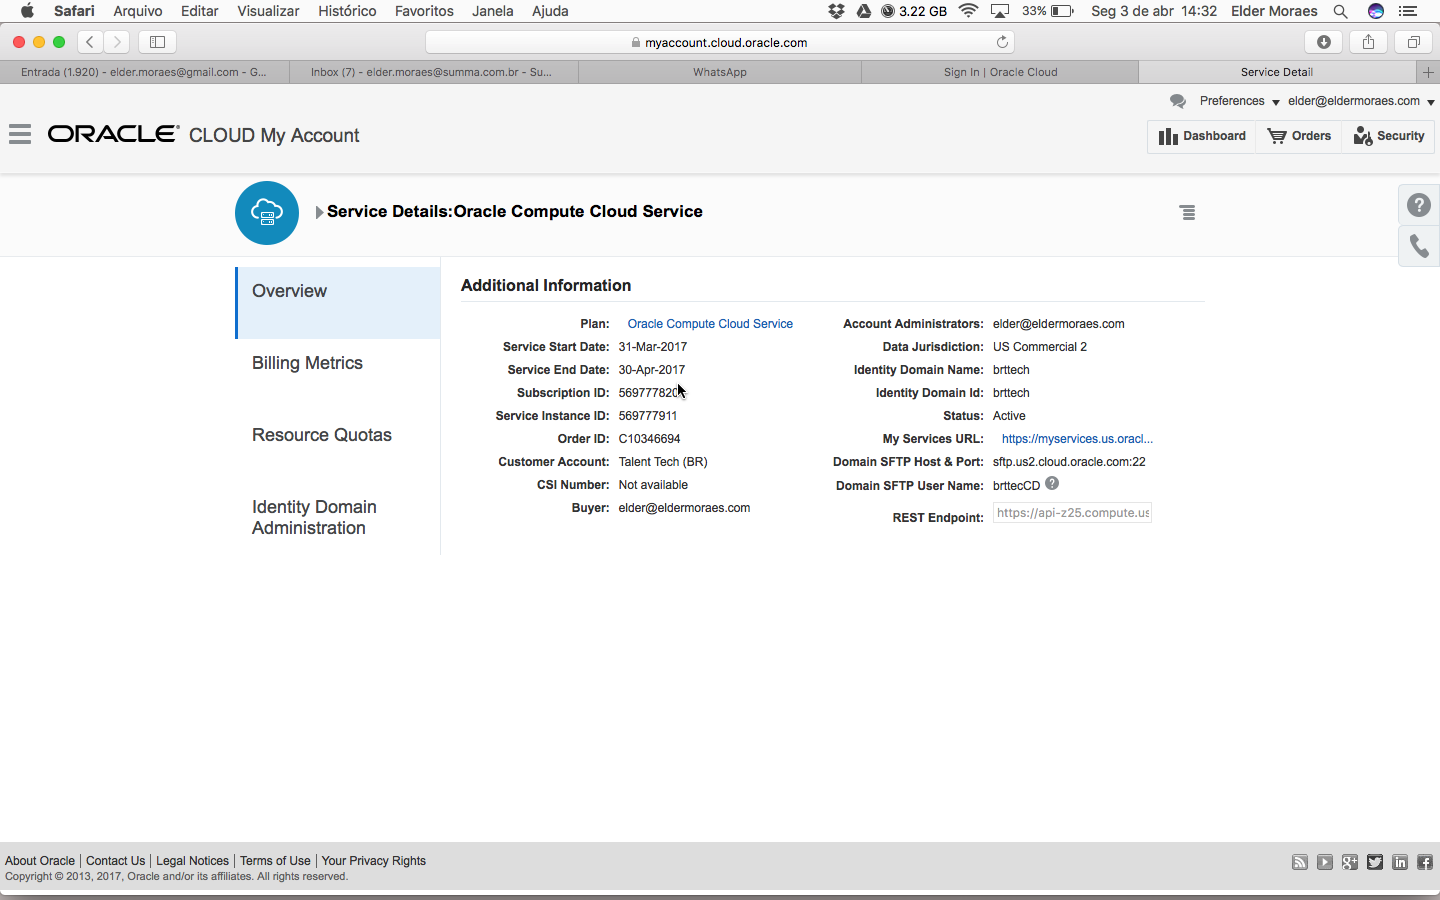 Safari Arquivo Editar Visualizar Histórico Favoritos Janela Ajuda 3.22 GB 33% Seg 3 de abr 14:32 Elder Moraes
myaccount.cloud.oracle.com
Entrada (1.920) - elder.moraes@gmail.com - G... Inbox (7) - elder.moraes@summa.com.br - Su... WhatsApp Sign In | Oracle Cloud Service Detail
Preferences elder@eldermoraes.com
ORACLE CLOUD My Account
Dashboard Orders Security
Service Details:Oracle Compute Cloud Service
Overview
Billing Metrics
Resource Quotas
Identity Domain
Administration
Additional Information
Plan: Oracle Compute Cloud Service
Service Start Date: 31-Mar-2017
Service End Date: 30-Apr-2017
Subscription ID: 569777820
Service Instance ID: 569777911
Order ID: C10346694
Customer Account: Talent Tech (BR)
CSI Number: Not available
Buyer: elder@eldermoraes.com
Account Administrators: elder@eldermoraes.com
Data Jurisdiction: US Commercial 2
Identity Domain Name: brttech
Identity Domain Id: brttech
Status: Active
My Services URL: https://myservices.us.oracl...
Domain SFTP Host & Port: sftp.us2.cloud.oracle.com:22
Domain SFTP User Name: brttecCD
REST Endpoint: https://api-z25.compute.us
About Oracle | Contact Us | Legal Notices | Terms of Use | Your Privacy Rights
Copyright © 2013, 2017, Oracle and/or its affiliates. All rights reserved.